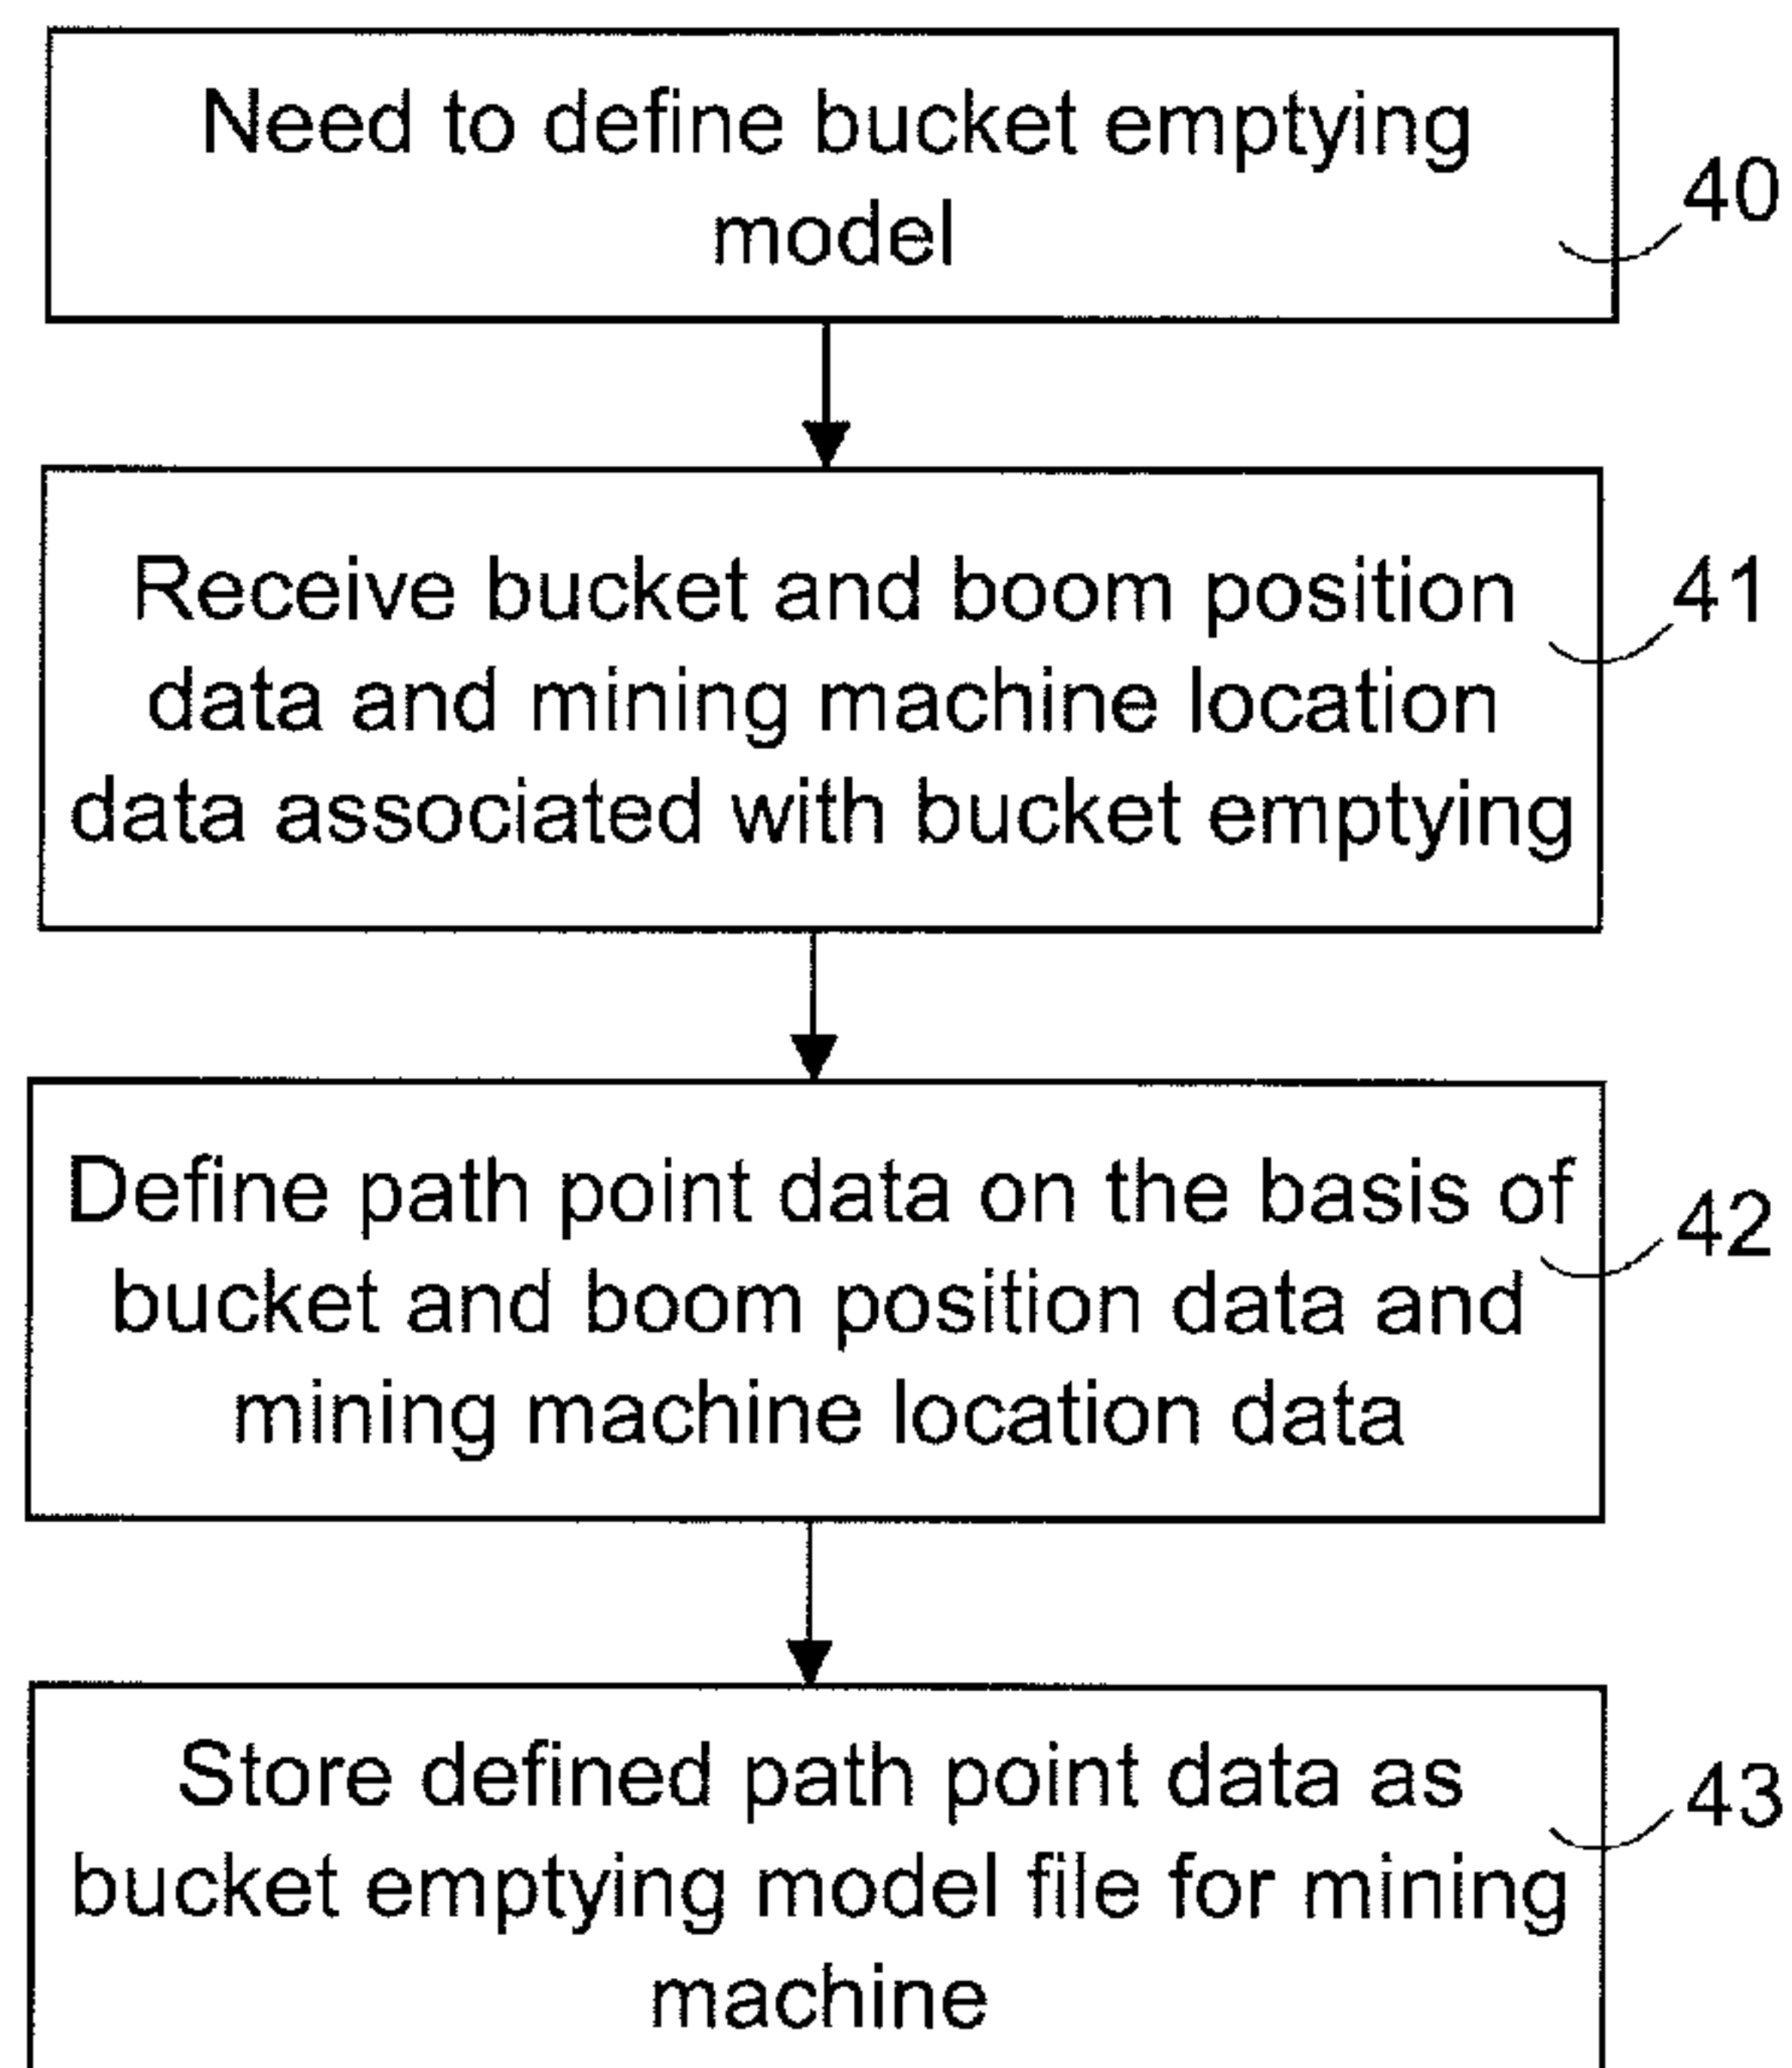 Need to define bucket emptying
model
40
Receive bucket and boom position
data and mining machine location
data associated with bucket emptying
41
Define path point data on the basis of
bucket and boom position data and
mining machine location data
42
Store defined path point data as
bucket emptying model file for mining
machine
43